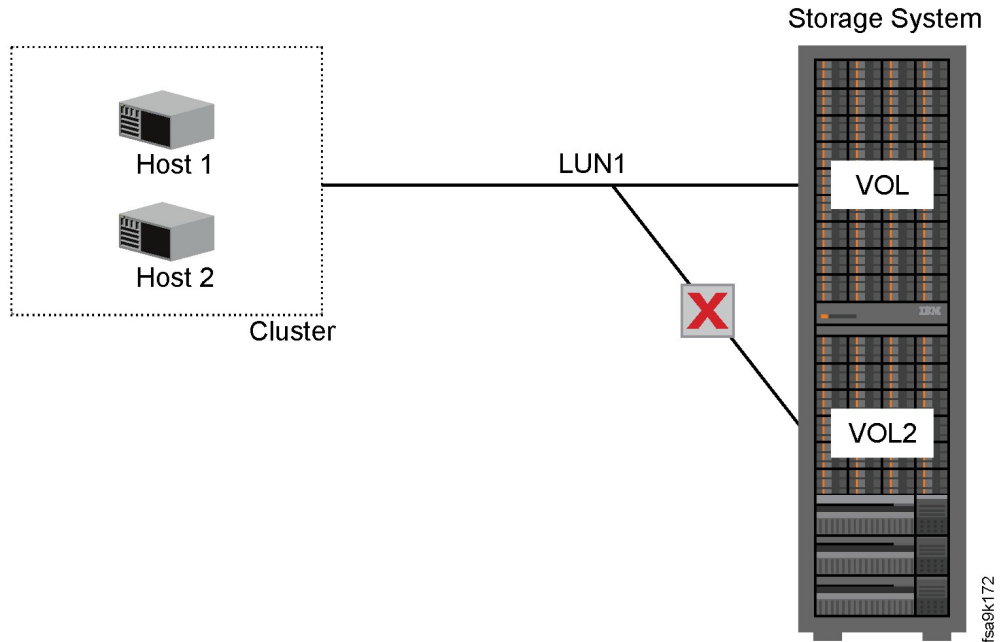 Storage System
Host 1
LUN1
VOL
Host 2
X
IBM
Cluster
VOL2
fsa9k172